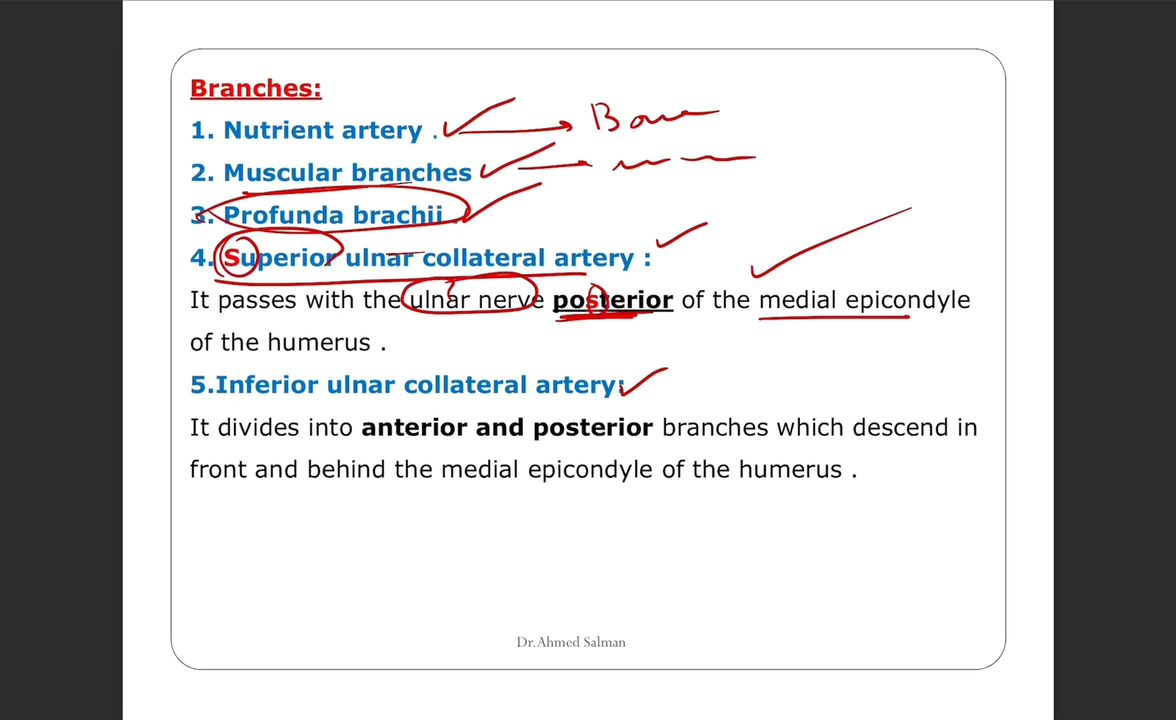 Branches:
1. Nutrient artery . Bone
2. Muscular branches
3. Profunda brachii .
4. Superior ulnar collateral artery :
It passes with the ulnar nerve posterior of the medial epicondyle
of the humerus .
5.Inferior ulnar collateral artery:
It divides into anterior and posterior branches which descend in
front and behind the medial epicondyle of the humerus .
Dr.Ahmed Salman